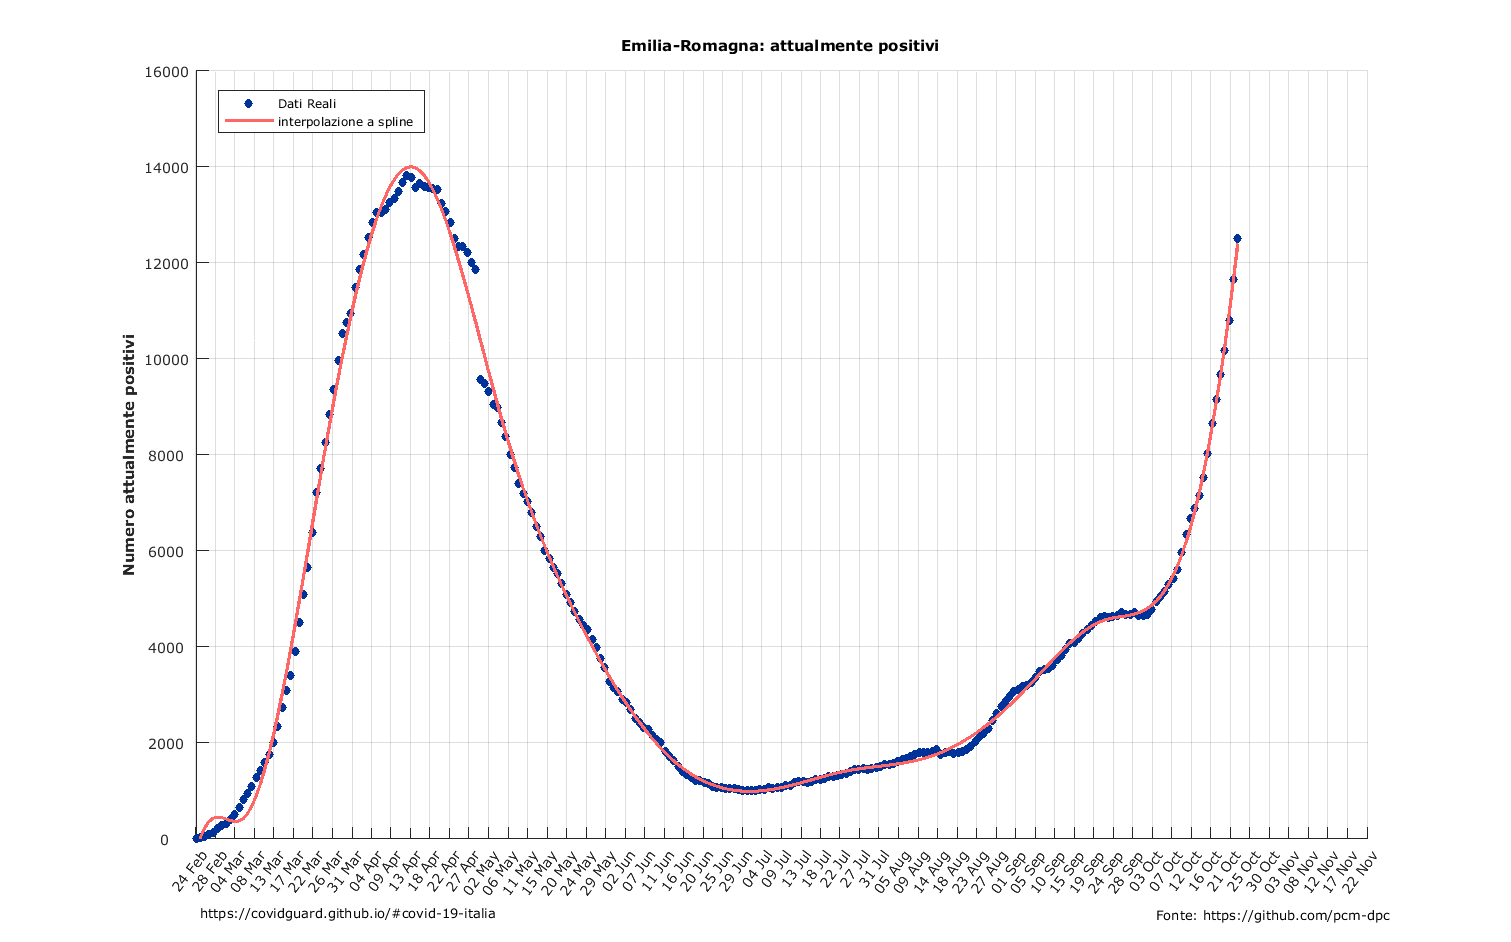 Emilia-Romagna: attualmente positivi
16000
14000
12000
10000
8000
6000
4000
2000
0
Numero attualmente positivi
Dati Reali
interpolazione a spline
24 Feb
28 Feb
04 Mar
08 Mar
13 Mar
17 Mar
22 Mar
26 Mar
31 Mar
04 Apr
09 Apr
13 Apr
18 Apr
22 Apr
27 Apr
02 May
06 May
11 May
15 May
20 May
24 May
29 May
02 Jun
07 Jun
11 Jun
16 Jun
20 Jun
25 Jun
29 Jun
04 Jul
09 Jul
13 Jul
18 Jul
22 Jul
27 Jul
31 Jul
05 Aug
09 Aug
14 Aug
18 Aug
23 Aug
27 Aug
01 Sep
05 Sep
10 Sep
15 Sep
19 Sep
24 Sep
28 Sep
03 Oct
07 Oct
12 Oct
16 Oct
21 Oct
25 Oct
30 Oct
03 Nov
08 Nov
12 Nov
17 Nov
22 Nov
https://covidguard.github.io/#covid-19-italia
Fonte: https://github.com/pcm-dpc